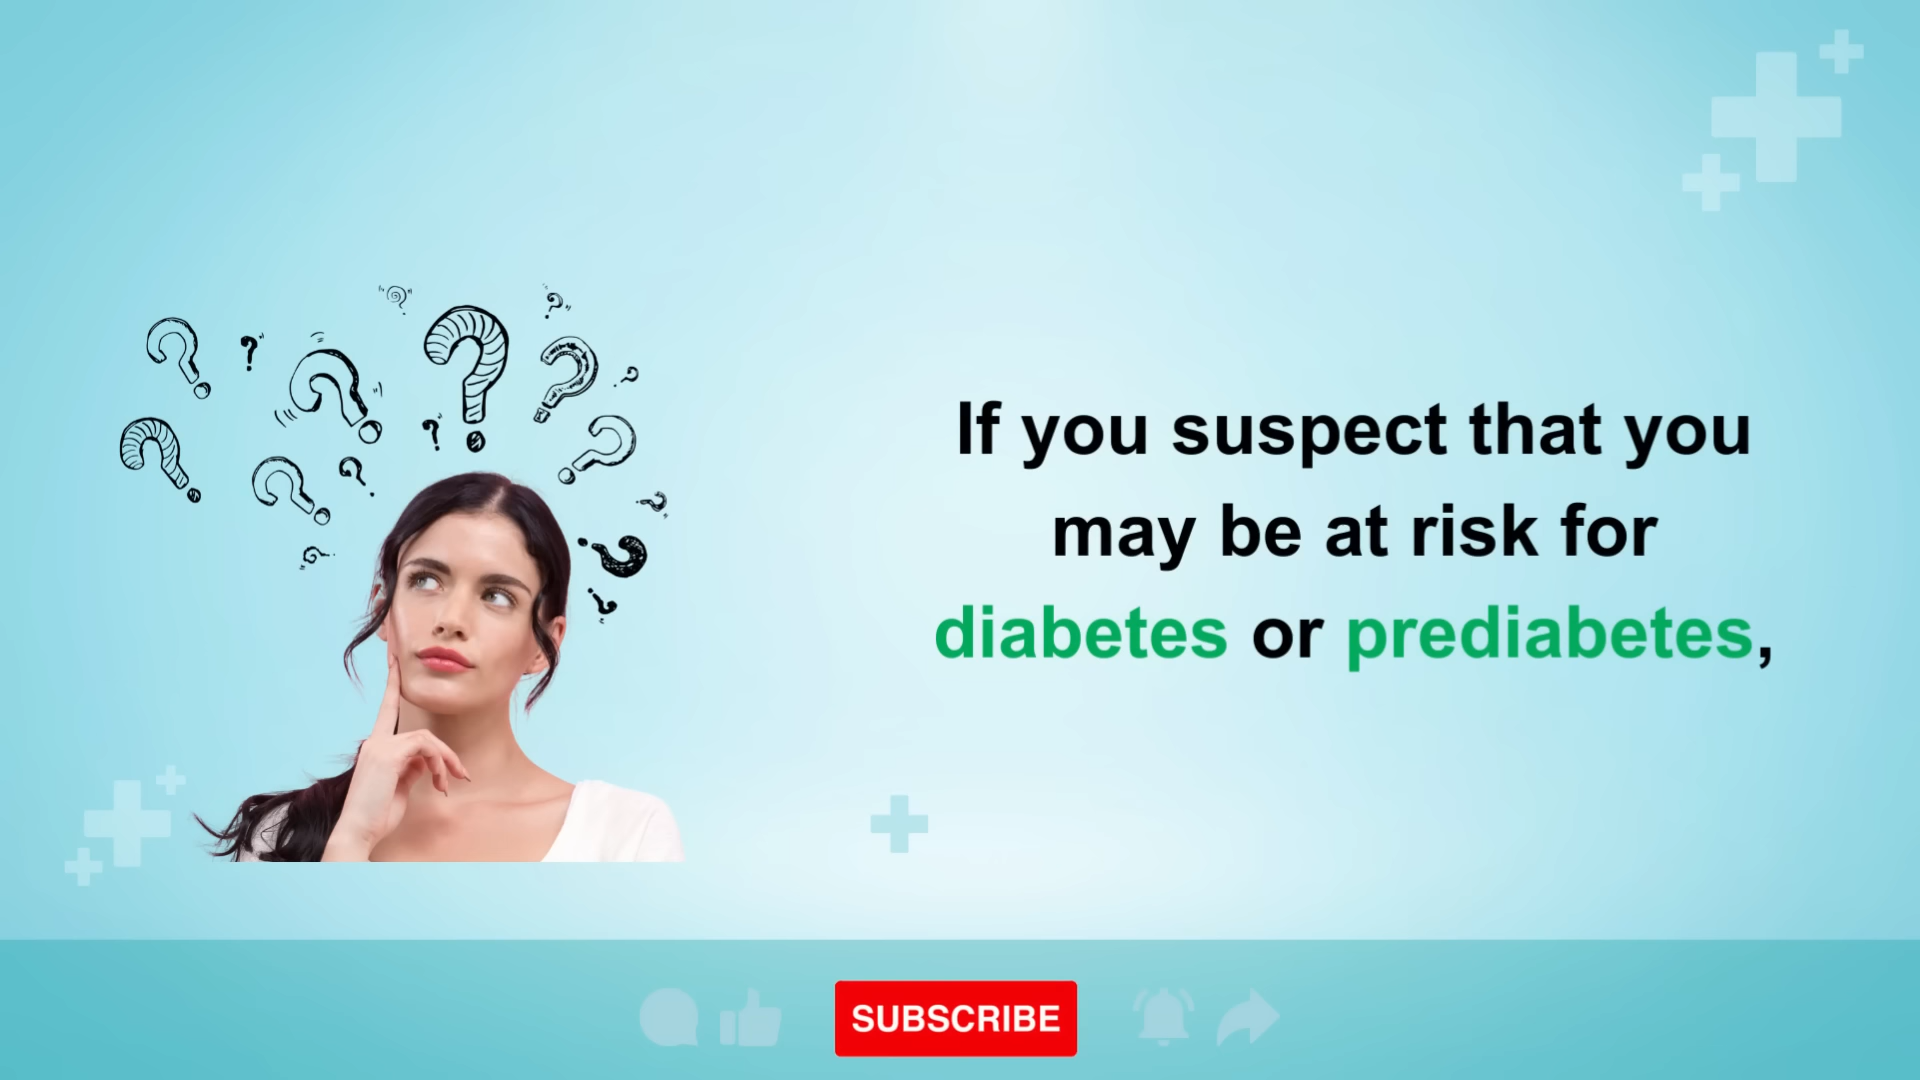 If you suspect that you
may be at risk for
diabetes or prediabetes,
SUBSCRIBE